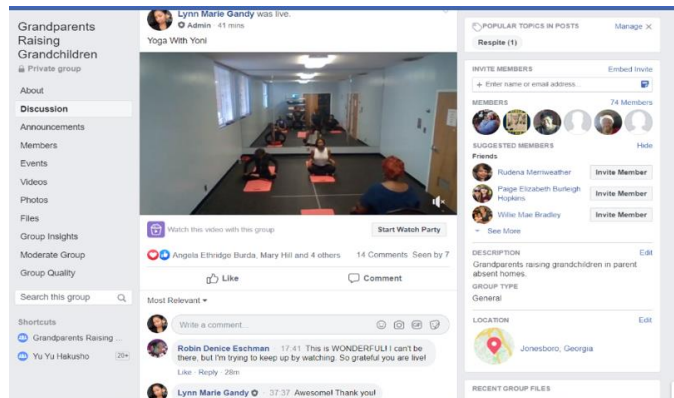 Grandparents
Raising
Grandchildren
Private group
About
Discussion
Announcements
Members
Events
Videos
Photos
Files
Group Insights
Moderate Group
Group Quality
Search this group
Shortcuts
Grandparents Raising ...
Yu Yu Hakusho 20+
Lynn Marie Gandy was live.
Admin · 41 mins
Yoga With Yoni
Watch this video with this group
Start Watch Party
Angela Ethridge Burda, Mary Hill and 4 others 14 Comments Seen by 7
Like Comment
Most Relevant
Write a comment...
GIF
Robin Denice Eschman · 17:41 This is WONDERFUL! I can't be
there, but I'm trying to keep up by watching. So grateful you are live!
Like · Reply · 28m
Lynn Marie Gandy · 37:37 Awesome! Thank you!
POPULAR TOPICS IN POSTS Manage
Respite (1)
INVITE MEMBERS Embed Invite
+ Enter name or email address...
MEMBERS 74 Members
SUGGESTED MEMBERS Hide
Friends
Rudena Merriweather Invite Member
Paige Elizabeth Burleigh
Hopkins Invite Member
Willie Mae Bradley Invite Member
See More
DESCRIPTION Edit
Grandparents raising grandchildren in parent
absent homes.
GROUP TYPE
General
LOCATION Edit
Jonesboro, Georgia
RECENT GROUP FILES